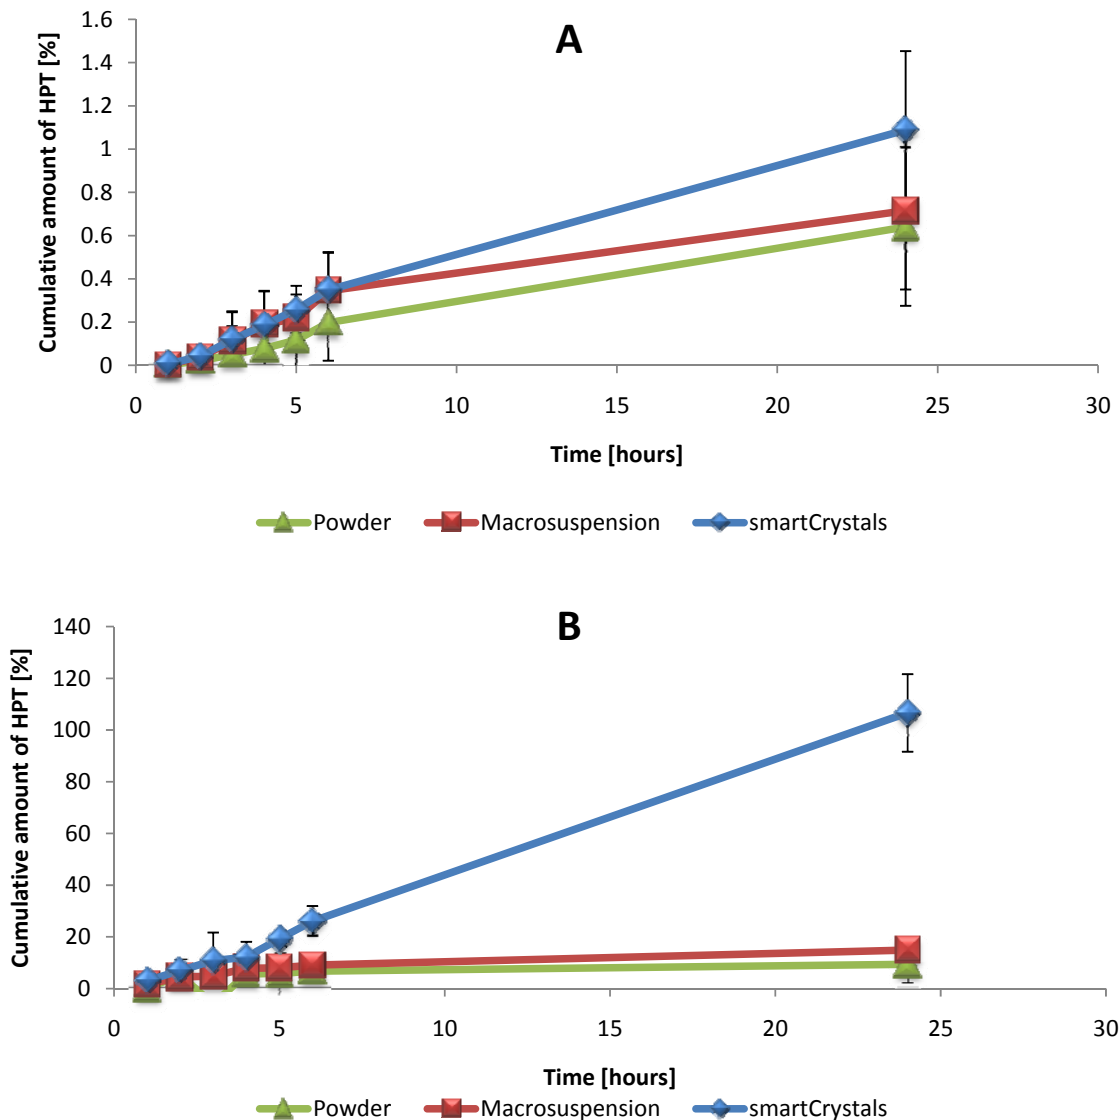 A
Cumulative amount of HPT [%]
1.6
1.4
1.2
1
0.8
0.6
0.4
0.2
0
0 5 10 15 20 25 30
Time [hours]
Powder Macrosuspension smartCrystals
B
Cumulative amount of HPT [%]
140
120
100
80
60
40
20
0
0 5 10 15 20 25 30
Time [hours]
Powder Macrosuspension smartCrystals